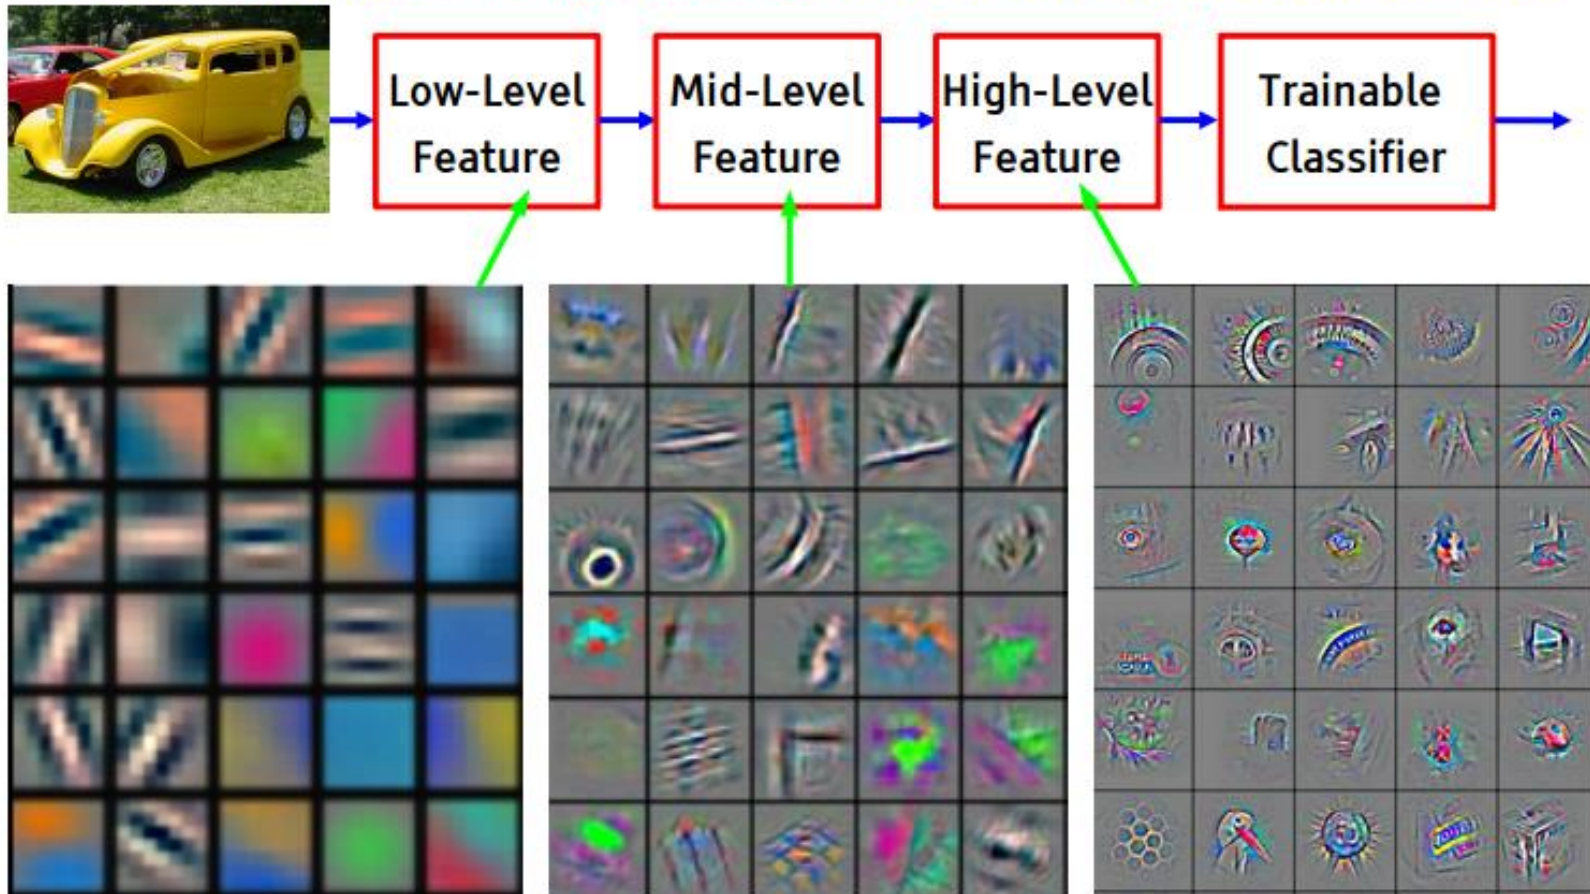 Low-Level
Feature
Mid-Level
Feature
High-Level
Feature
Trainable
Classifier